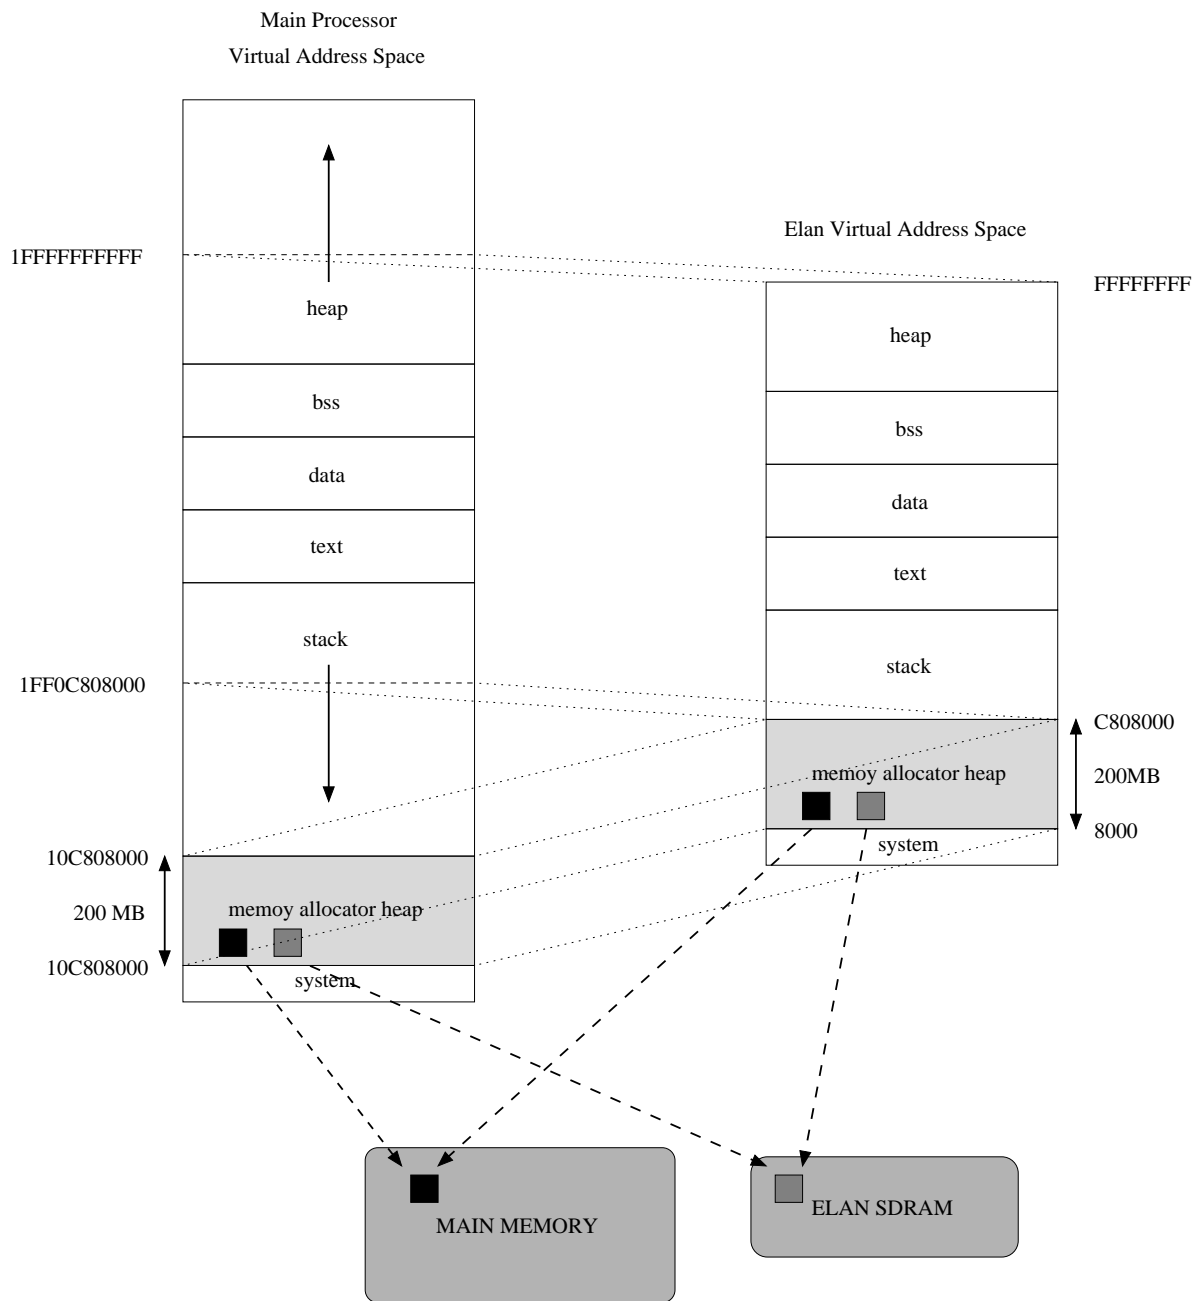 Main Processor
Virtual Address Space
Elan Virtual Address Space
1FFFFFFFFFF
FFFFFFFF
heap
heap
bss
bss
data
data
text
text
stack
stack
1FF0C808000
C808000
memoy allocator heap
200MB
8000
system
10C808000
200 MB
memoy allocator heap
10C808000
system
MAIN MEMORY
ELAN SDRAM